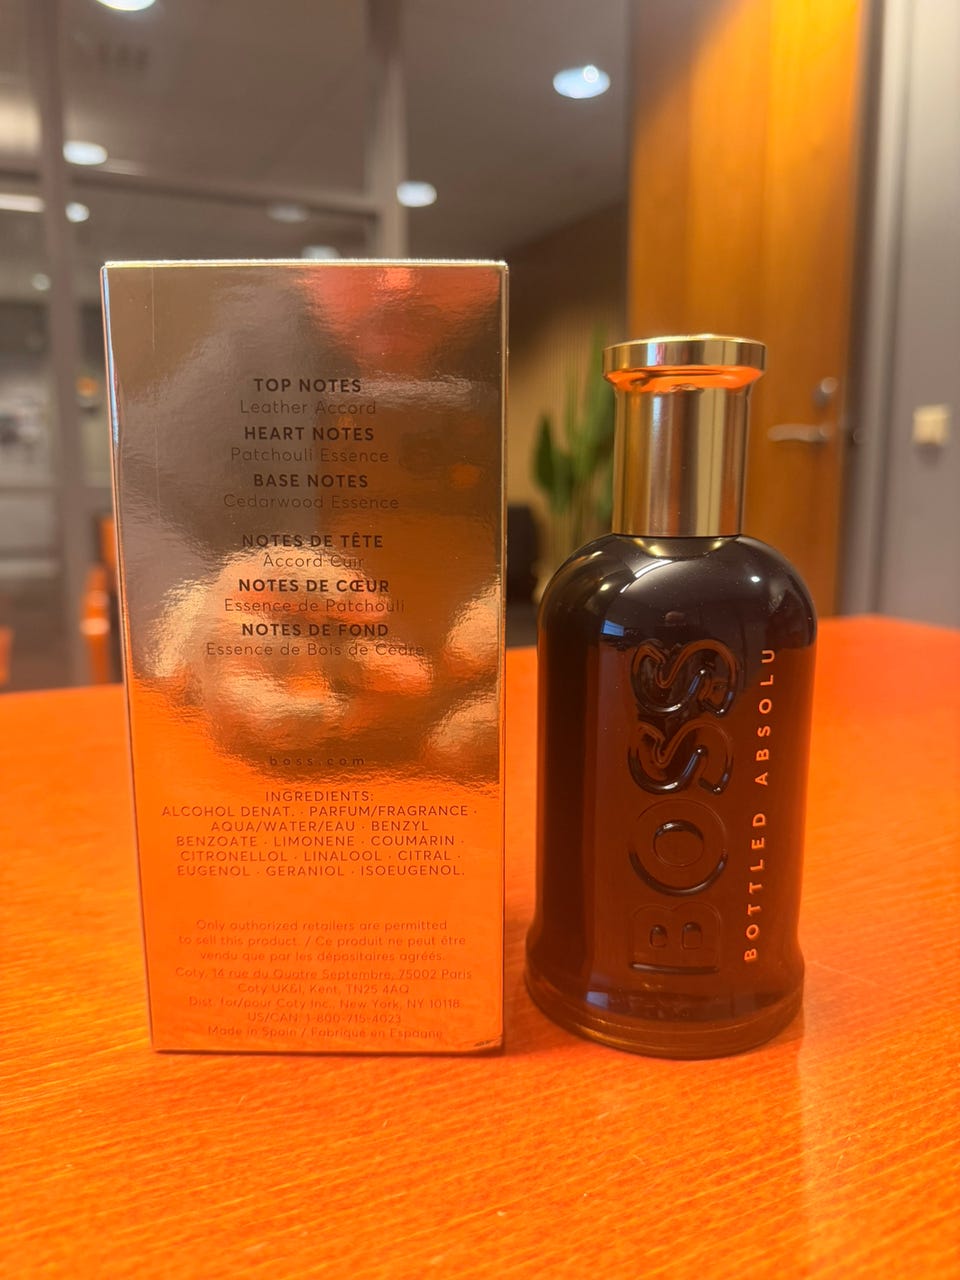 TOP NOTES
Leather Accord
HEART NOTES
Patchouli Essence
BASE NOTES
Cedarwood Essence
NOTES DE TÊTE
Accord Cuir
NOTES DE CŒUR
Essence de Patchouli
NOTES DE FOND
Essence de Bois de Cèdre
boss.com
INGREDIENTS:
ALCOHOL DENAT. · PARFUM/FRAGRANCE ·
AQUA/WATER/EAU · BENZYL
BENZOATE · LIMONENE · COUMARIN ·
CITRONELLOL · LINALOOL · CITRAL ·
EUGENOL · GERANIOL · ISOEUGENOL.
Only authorized retailers are permitted
to sell this product. / Ce produit ne peut être
vendu que par les dépositaires agréés.
Coty, 14 rue du Quatre Septembre, 75002 Paris
Coty UK&I, Kent, TN25 4AQ
Dist. for/pour Coty Inc., New York, NY 10118
US/CAN: 1-800-715-4023
Made in Spain / Fabriqué en Espagne
BOSS
BOTTLED ABSOLU